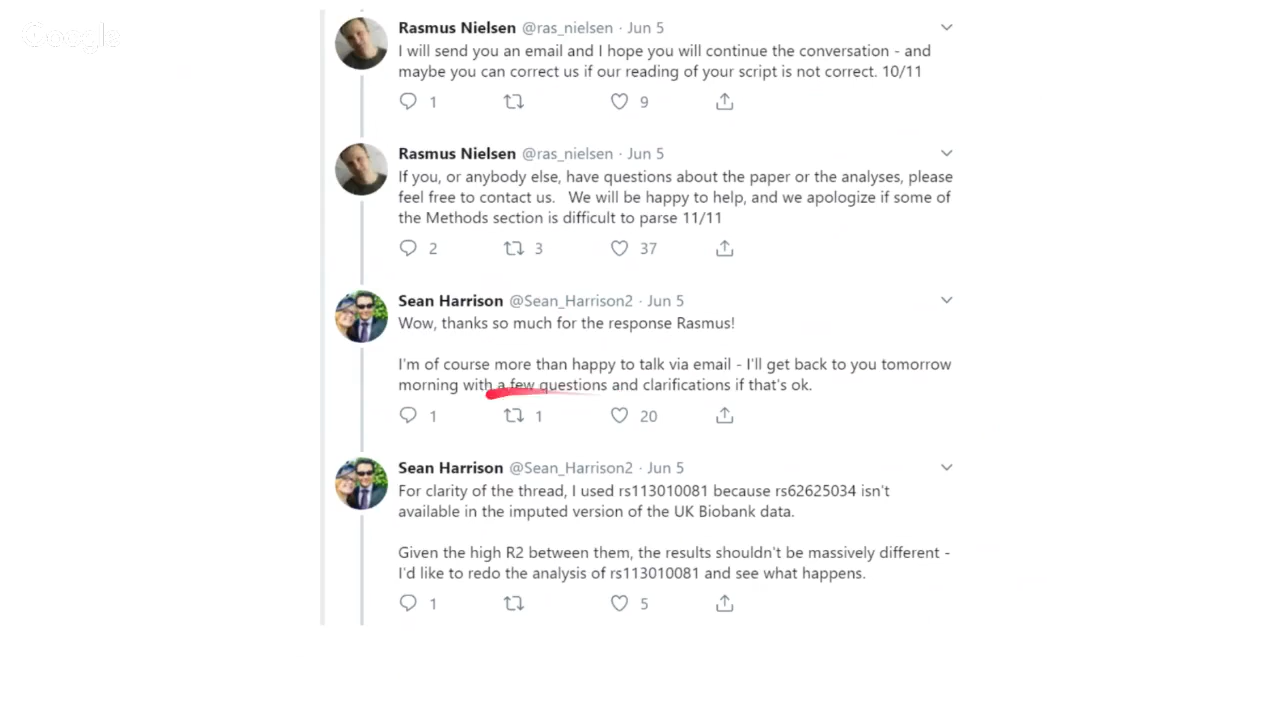 Google
Rasmus Nielsen @ras_nielsen · Jun 5
I will send you an email and I hope you will continue the conversation - and
maybe you can correct us if our reading of your script is not correct. 10/11
1 9
Rasmus Nielsen @ras_nielsen · Jun 5
If you, or anybody else, have questions about the paper or the analyses, please
feel free to contact us.   We will be happy to help, and we apologize if some of
the Methods section is difficult to parse 11/11
2 3 37
Sean Harrison @Sean_Harrison2 · Jun 5
Wow, thanks so much for the response Rasmus!
I'm of course more than happy to talk via email - I'll get back to you tomorrow
morning with a few questions and clarifications if that's ok.
1 1 20
Sean Harrison @Sean_Harrison2 · Jun 5
For clarity of the thread, I used rs113010081 because rs62625034 isn't
available in the imputed version of the UK Biobank data.
Given the high R2 between them, the results shouldn't be massively different -
I'd like to redo the analysis of rs113010081 and see what happens.
1 5